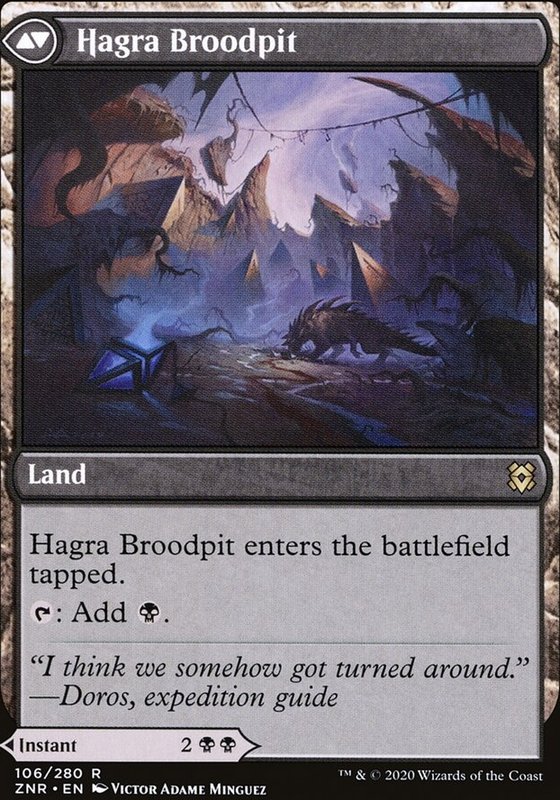 Hagra Broodpit
Land
Hagra Broodpit enters the battlefield
tapped.
: Add .
“I think we somehow got turned around.”
—Doros, expedition guide
Instant 2
106/280 R
ZNR • EN Victor Adame Minguez
™ & © 2020 Wizards of the Coast